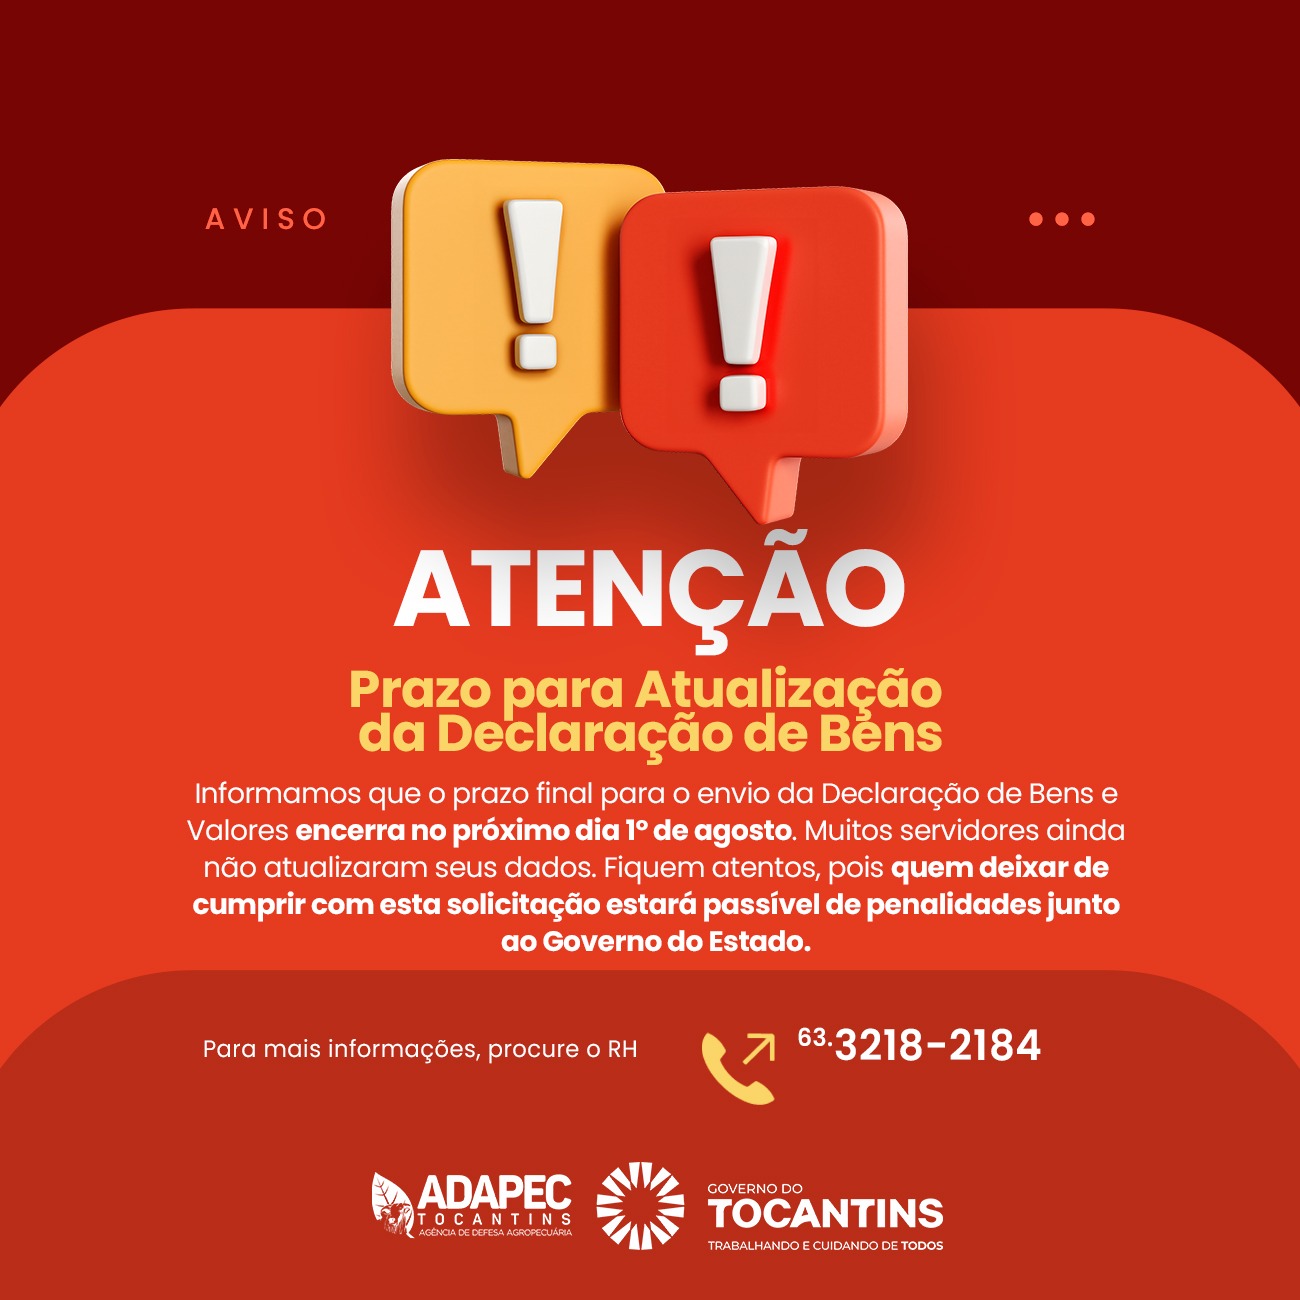 AVISO
ATENÇÃO
Prazo para Atualização
da Declaração de Bens
Informamos que o prazo final para o envio da Declaração de Bens e
Valores encerra no próximo dia 1º de agosto. Muitos servidores ainda
não atualizaram seus dados. Fiquem atentos, pois quem deixar de
cumprir com esta solicitação estará passível de penalidades junto
ao Governo do Estado.
Para mais informações, procure o RH
63.3218-2184
ADAPEC
TOCANTINS
AGÊNCIA DE DEFESA AGROPECUÁRIA
GOVERNO DO
TOCANTINS
TRABALHANDO E CUIDANDO DE TODOS